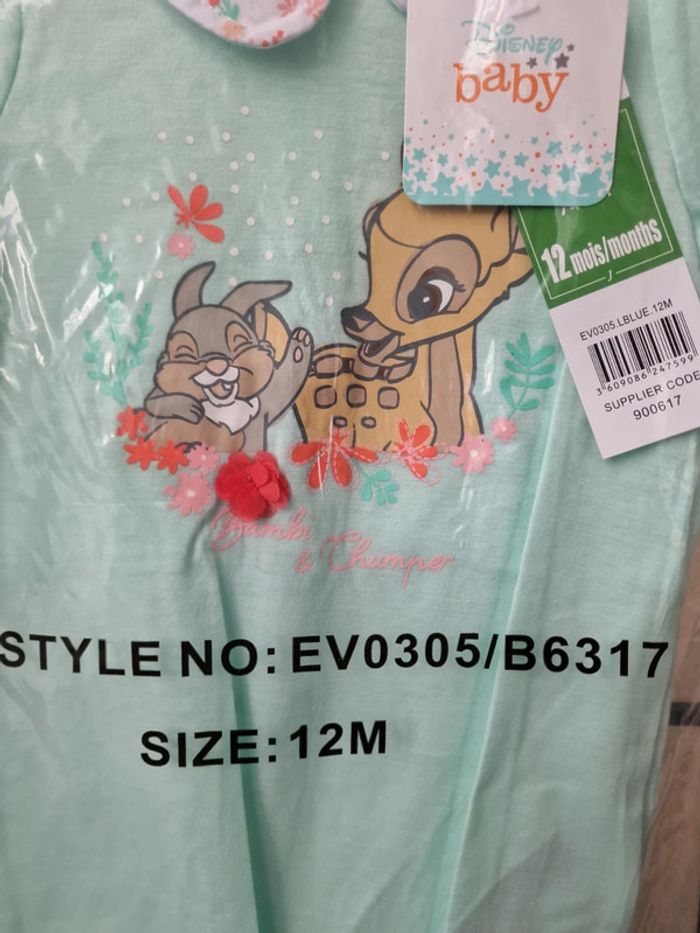 Disney
baby
12 mois/months
EV0305.LBLUE.12M
3 609086 247599
SUPPLIER CODE
900617
Bambi
& Thumper
STYLE NO: EV0305/B6317
SIZE: 12M